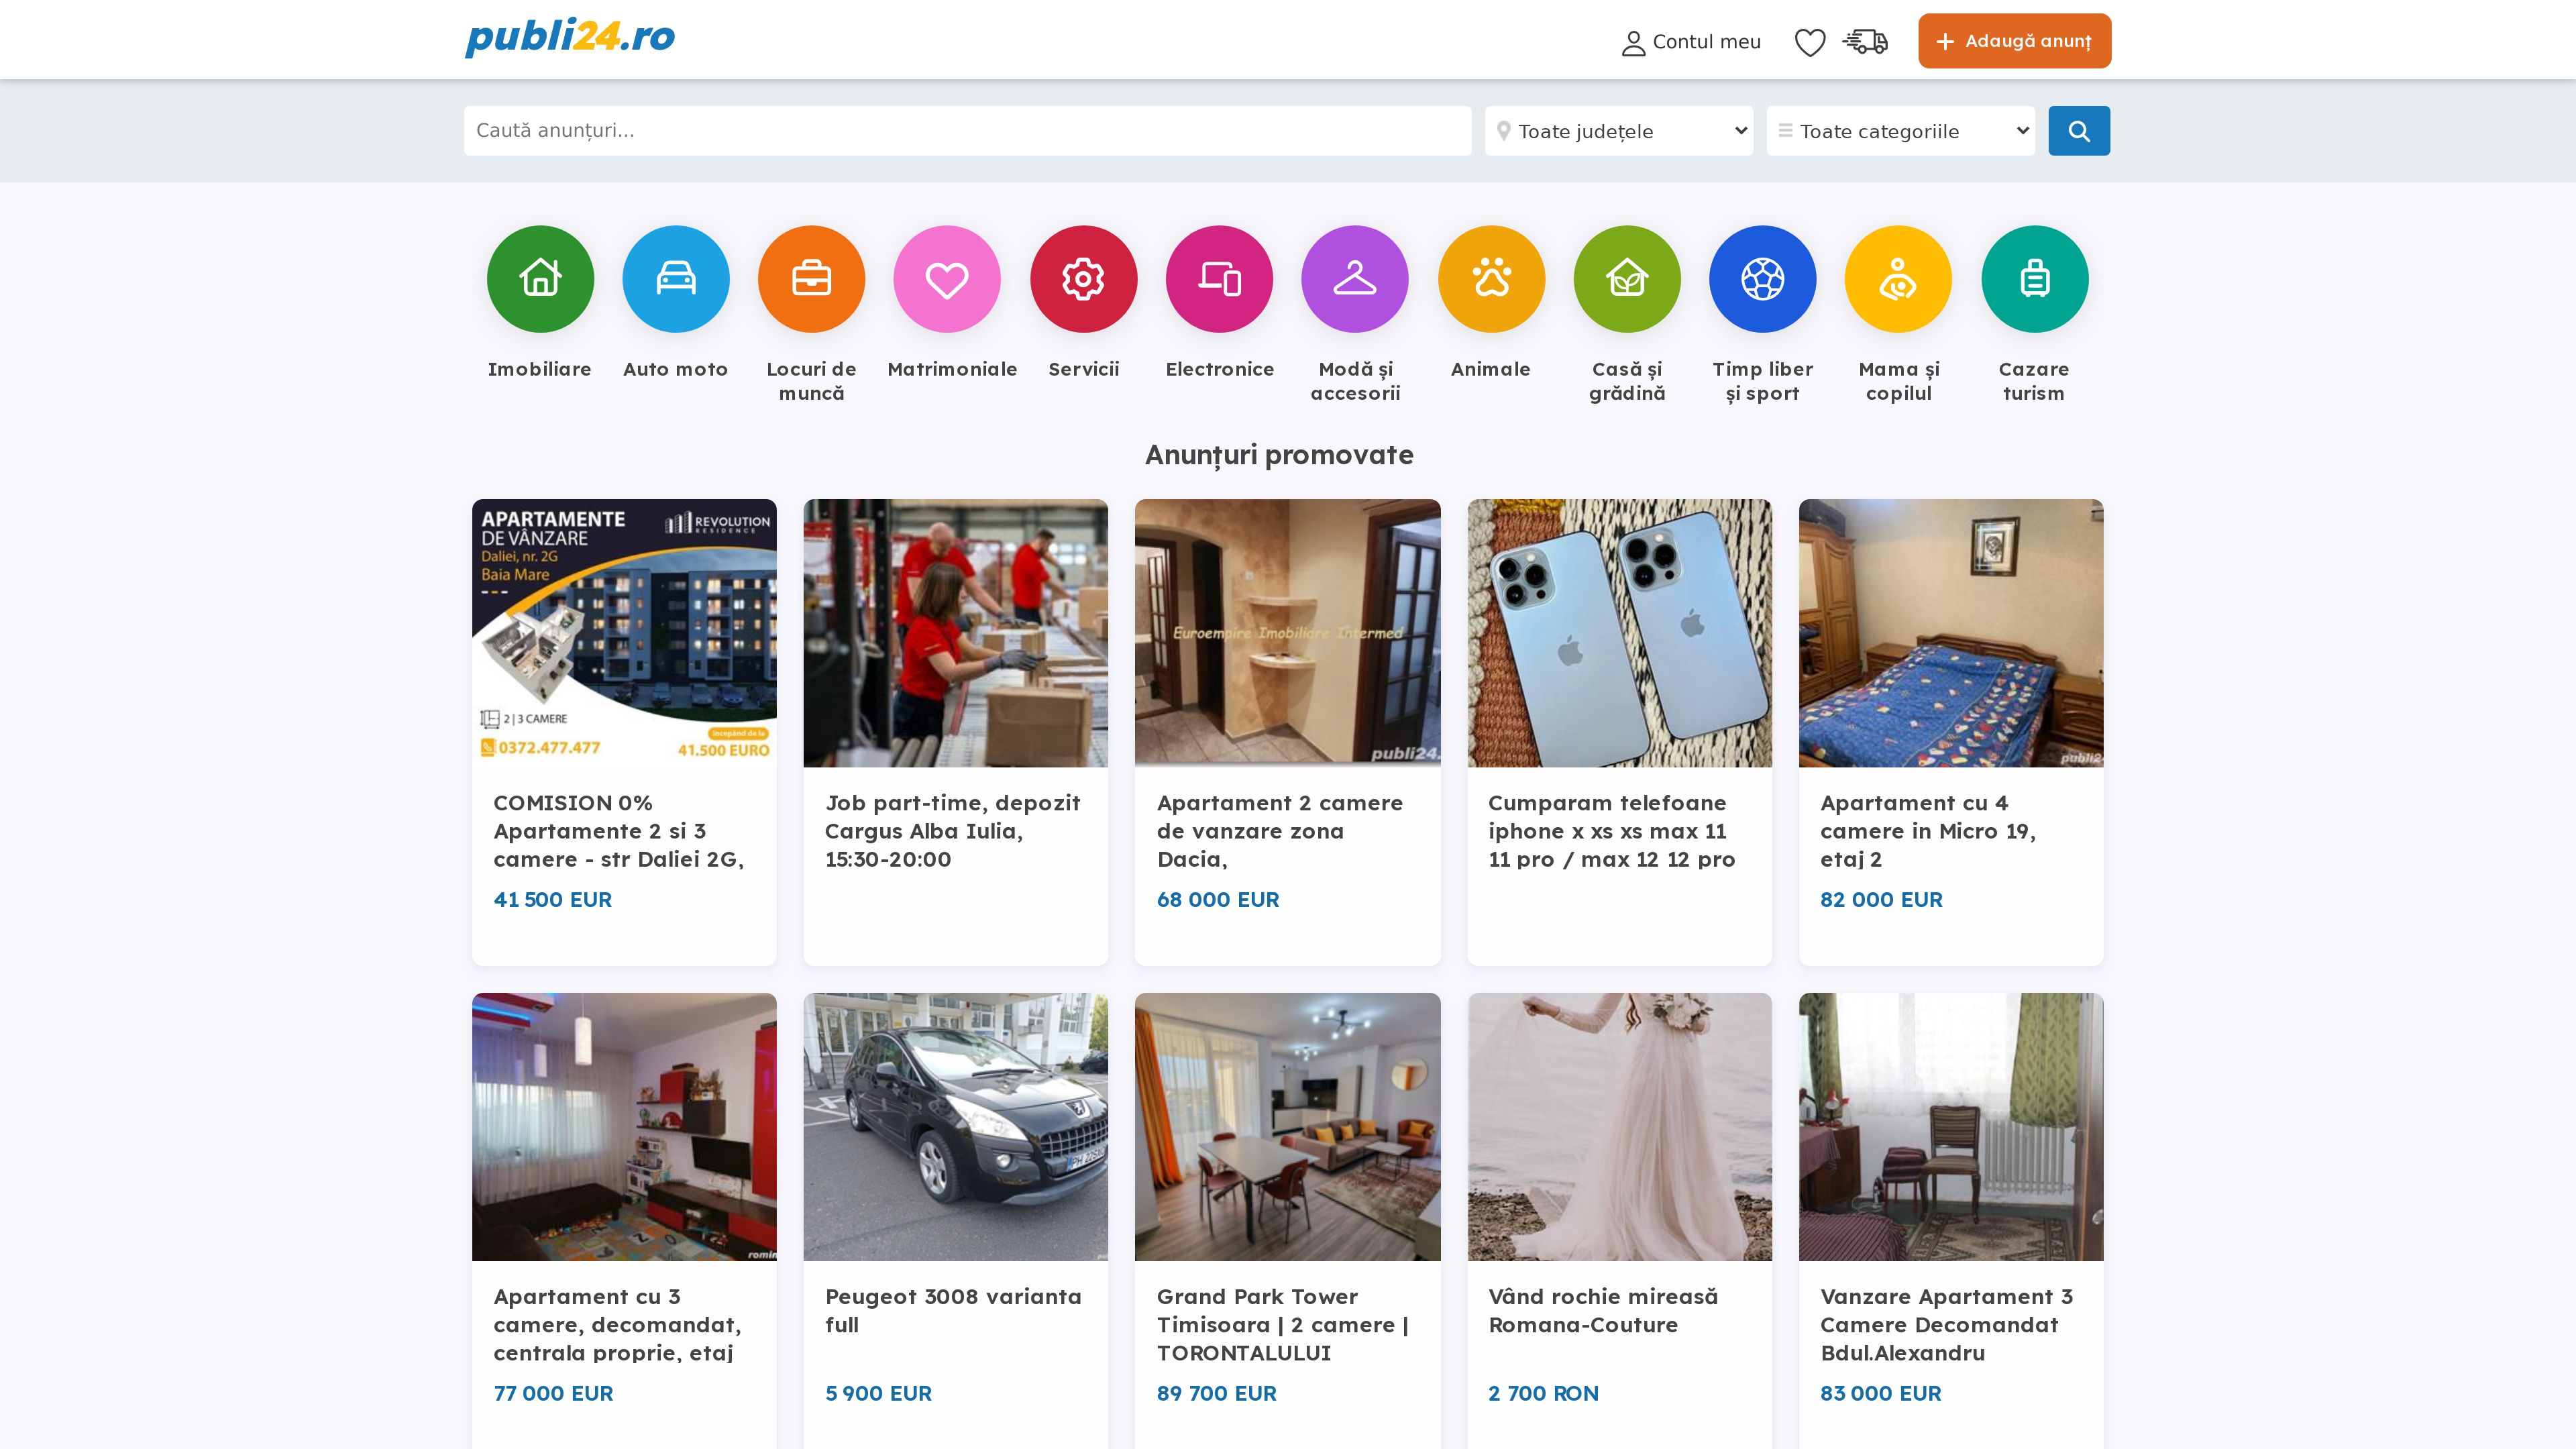 publi24.ro
Contul meu
Adaugă anunț
Caută anunțuri...
Toate județele
Toate categoriile
Imobiliare
Auto moto
Locuri de
muncă
Matrimoniale
Servicii
Electronice
Modă și
accesorii
Animale
Casă și
grădină
Timp liber
și sport
Mama și
copilul
Cazare
turism
Anunțuri promovate
APARTAMENTE
DE VÂNZARE
Daliei, nr. 2G
Baia Mare
REVOLUTION
RESIDENCE
2 | 3 CAMERE
0372.477.477
începând de la
41.500 EURO
COMISION 0%
Apartamente 2 si 3
camere - str Daliei 2G,
41 500 EUR
Job part-time, depozit
Cargus Alba Iulia,
15:30-20:00
Euroempire Imobiliare Intermed
publi24.
Apartament 2 camere
de vanzare zona
Dacia,
68 000 EUR
Cumparam telefoane
iphone x xs xs max 11
11 pro / max 12 12 pro
publi24
Apartament cu 4
camere in Micro 19,
etaj 2
82 000 EUR
Apartament cu 3
camere, decomandat,
centrala proprie, etaj
77 000 EUR
Peugeot 3008 varianta
full
5 900 EUR
Grand Park Tower
Timisoara | 2 camere |
TORONTALULUI
89 700 EUR
Vând rochie mireasă
Romana-Couture
2 700 RON
Vanzare Apartament 3
Camere Decomandat
Bdul.Alexandru
83 000 EUR